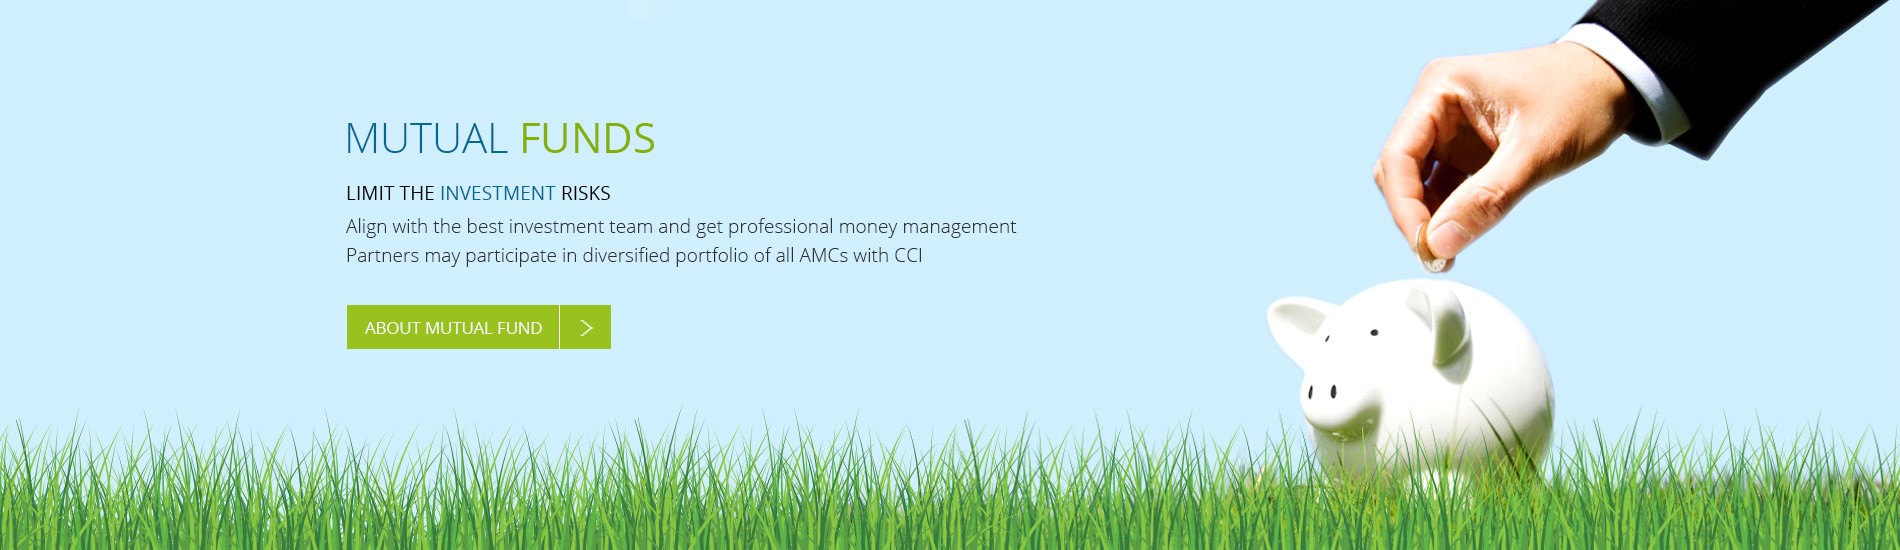 MUTUAL FUNDS
LIMIT THE INVESTMENT RISKS
Align with the best investment team and get professional money management
Partners may participate in diversified portfolio of all AMCs with CCI
ABOUT MUTUAL FUND